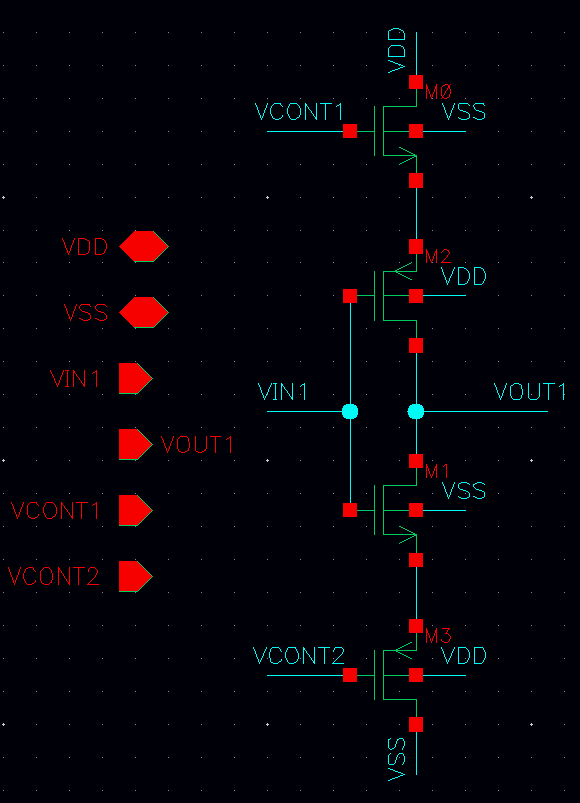 VDD
M0
VCONT1
VSS
VDD
M2
VDD
VSS
VIN1
VIN1
VOUT1
VOUT1
M1
VSS
VCONT1
VCONT2
M3
VCONT2
VDD
VSS